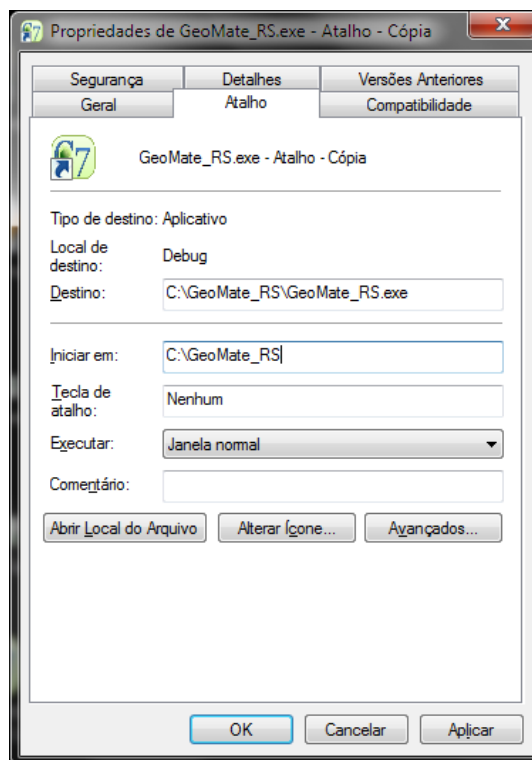 Propriedades de GeoMate_RS.exe - Atalho - Cópia
Segurança Detalhes Versões Anteriores
Geral Atalho Compatibilidade
GeoMate_RS.exe - Atalho - Cópia
Tipo de destino: Aplicativo
Local de destino: Debug
Destino: C:\GeoMate_RS\GeoMate_RS.exe
Iniciar em: C:\GeoMate_RS
Tecla de atalho: Nenhum
Executar: Janela normal
Comentário:
Abrir Local do Arquivo Alterar Ícone... Avançados...
OK Cancelar Aplicar